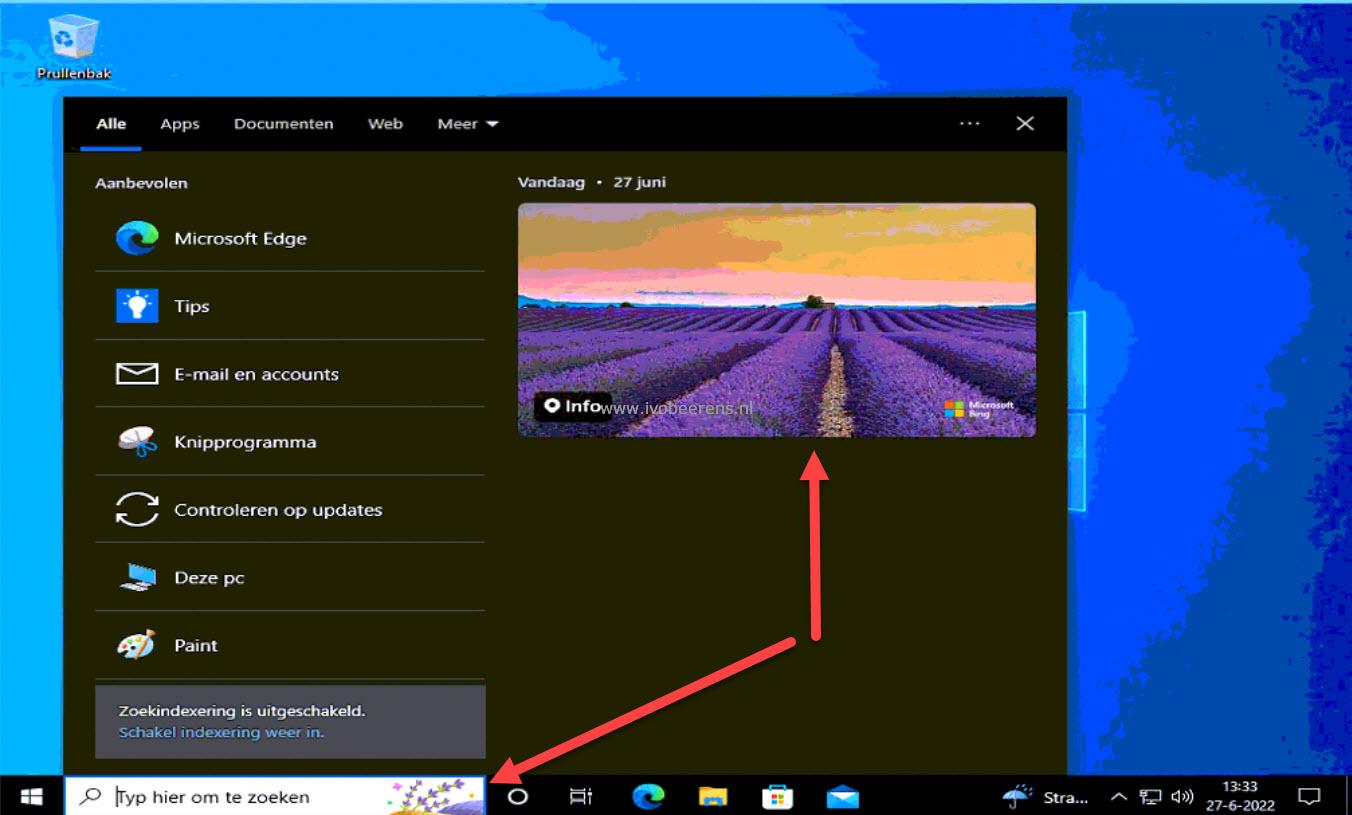 Prullenbak
Alle Apps Documenten Web Meer
Aanbevolen
Microsoft Edge
Tips
E-mail en accounts
Knipprogramma
Controleren op updates
Deze pc
Paint
Zoekindexering is uitgeschakeld.
Schakel indexering weer in.
Vandaag • 27 juni
Info
www.ivobeerens.nl
Microsoft
Bing
Typ hier om te zoeken
Stra...
13:33
27-6-2022